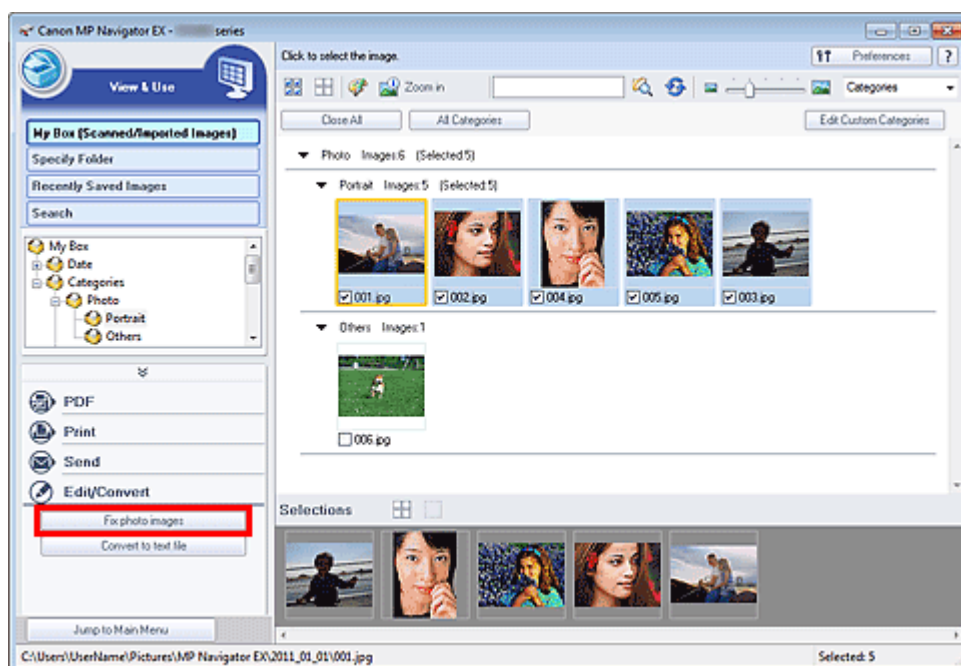 Canon MP Navigator EX - series
View & Use
Click to select the image.
Preferences
?
Zoom in
Categories
My Box (Scanned/Imported Images)
Specify Folder
Recently Saved Images
Search
Close All
All Categories
Edit Custom Categories
Photo Images:6 (Selected:5)
Portrait Images:5 (Selected:5)
001.jpg
002.jpg
004.jpg
005.jpg
003.jpg
Others Images:1
006.jpg
My Box
Date
Categories
Photo
Portrait
Others
PDF
Print
Send
Edit/Convert
Fix photo images
Convert to text file
Jump to Main Menu
Selections
C:\Users\UserName\Pictures\MP Navigator EX\2011_01_01\001.jpg
Selected: 5